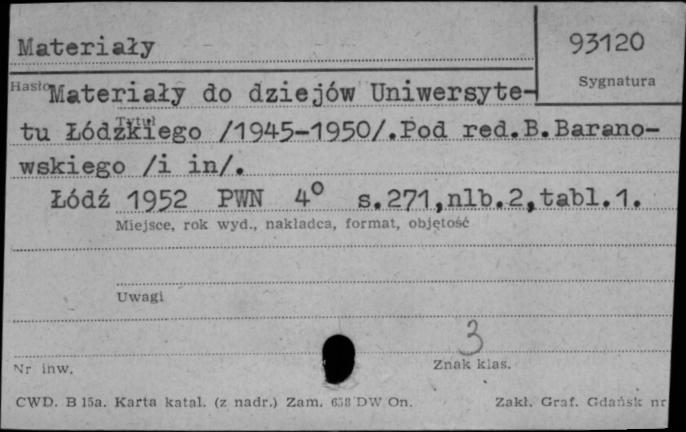 Materiały
93120
Hasło
Sygnatura
Materiały do dziejów Uniwersyte-
Tytuł
tu Łódzkiego /1945-1950/.Pod red.B.Barano-
wskiego /i in/.
Łódź 1952 PWN 4° s.271,nlb.2,tabl.1.
Miejsce, rok wyd., nakładca, format, objętość
Uwagi
3
Nr inw.
Znak klas.
CWD. B 15a. Karta katal. (z nadr.) Zam. 658 DW On.
Zakł. Graf. Gdańsk nr